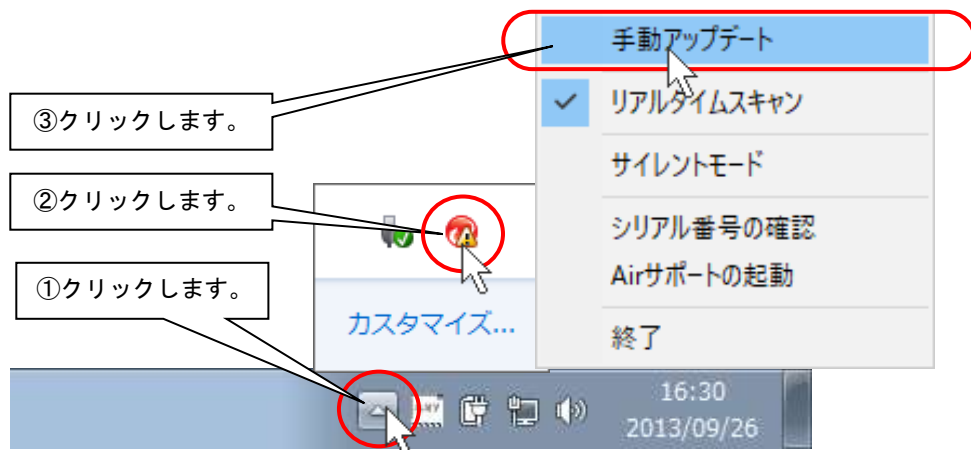 手動アップデート
③クリックします。
リアルタイムスキャン
サイレントモード
②クリックします。
シリアル番号の確認
①クリックします。
Airサポートの起動
カスタマイズ...
終了
16:30
2013/09/26